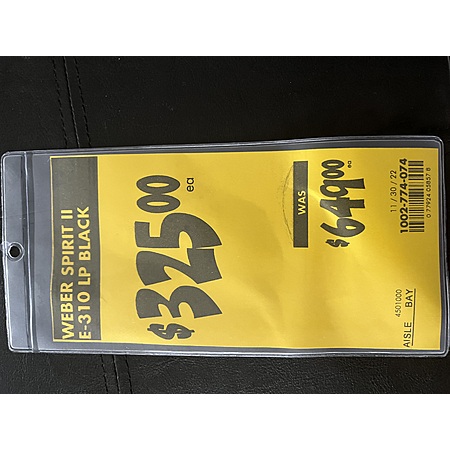 WEBER SPIRIT II
E-310 LP BLACK
$325.00
ea
WAS
$649.00
ea
11/30/22
1002-774-074
0 77924 05857 8
4501000
AISLE BAY